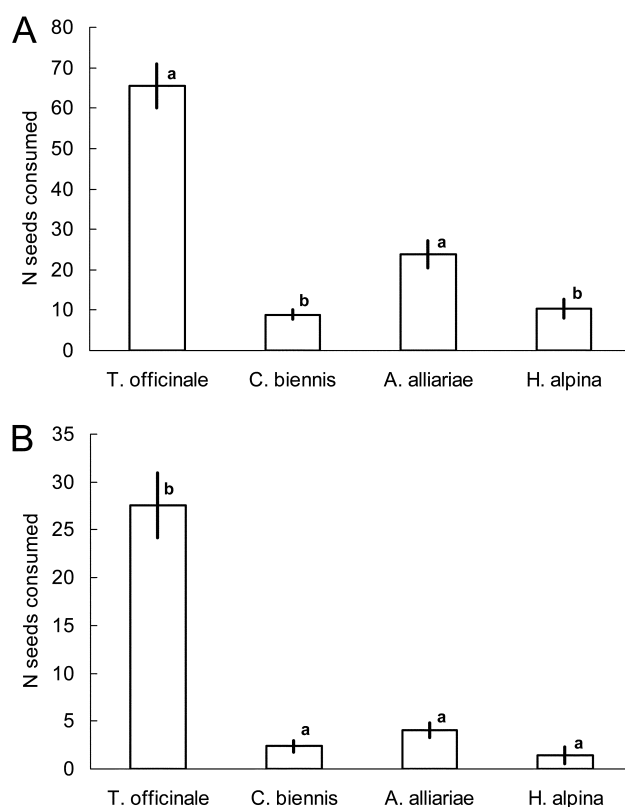 A
80
70
60
50
40
30
20
10
0
N seeds consumed
a
b
a
b
T. officinale C. biennis A. alliariae H. alpina
B
35
30
25
20
15
10
5
0
N seeds consumed
b
a
a
a
T. officinale C. biennis A. alliariae H. alpina